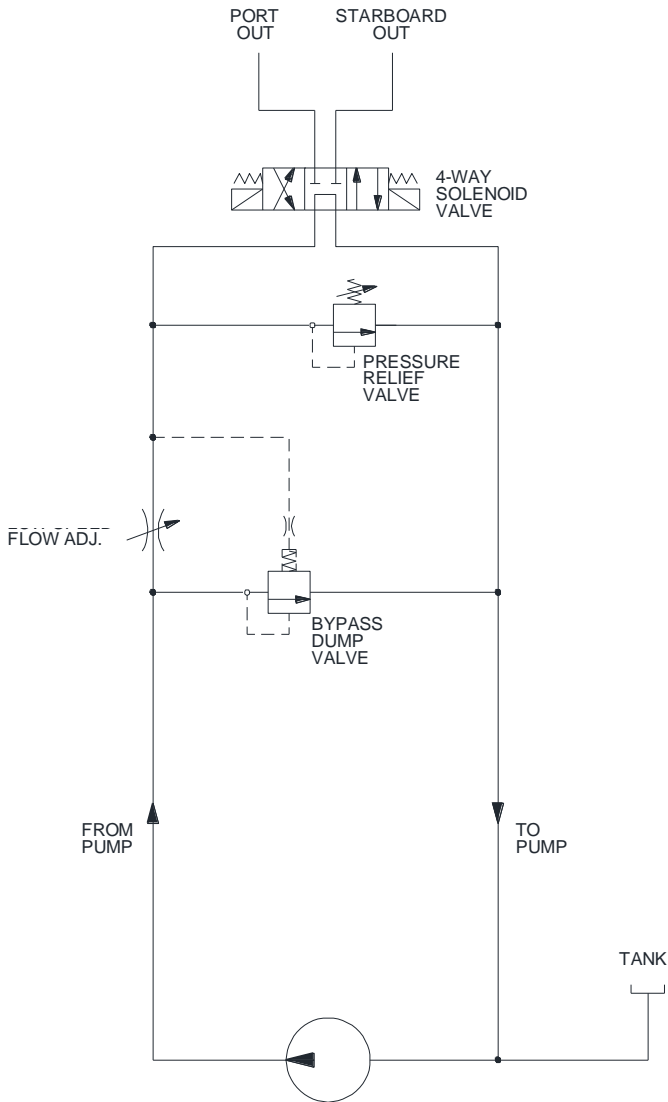 PORT
OUT
STARBOARD
OUT
4-WAY
SOLENOID
VALVE
PRESSURE
RELIEF
VALVE
FLOW ADJ.
BYPASS
DUMP
VALVE
FROM
PUMP
TO
PUMP
TANK